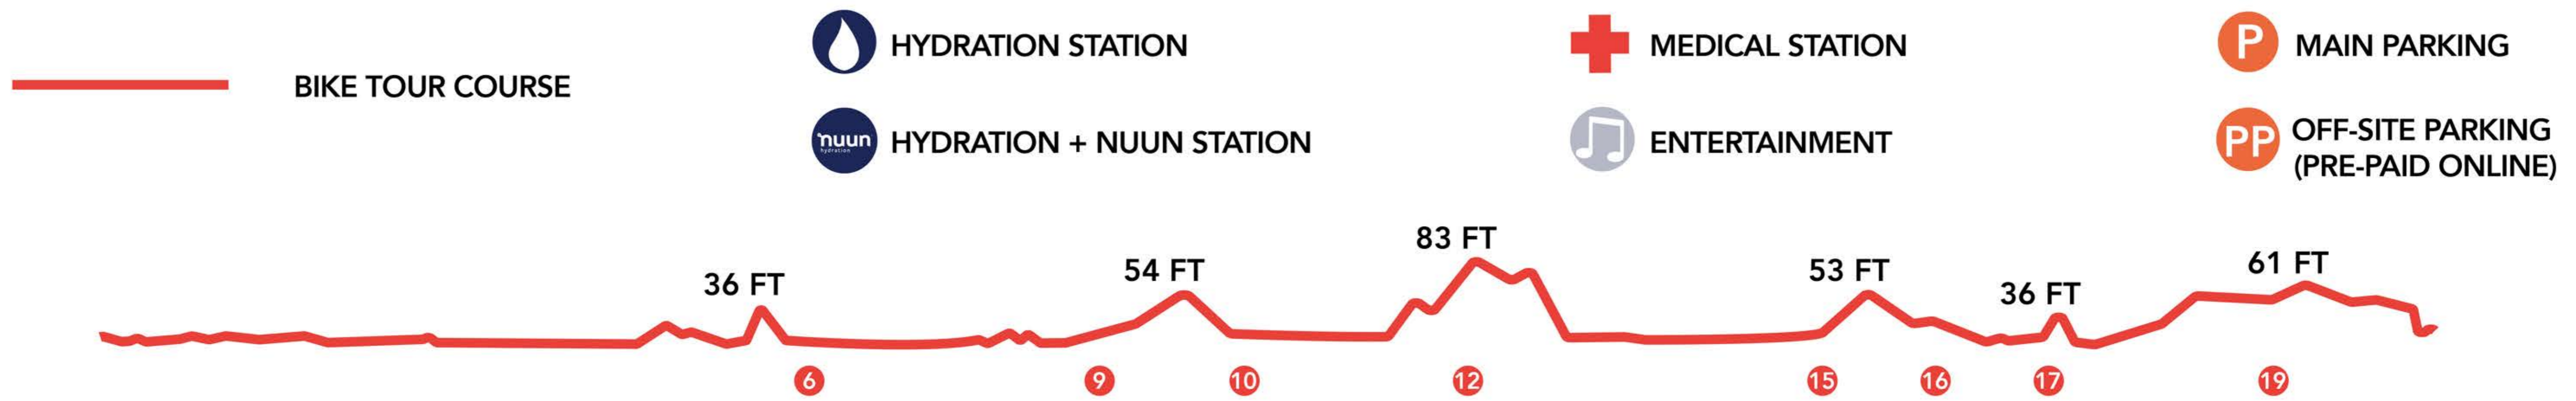 BIKE TOUR COURSE
HYDRATION STATION
nuun
hydration
HYDRATION + NUUN STATION
MEDICAL STATION
ENTERTAINMENT
P
MAIN PARKING
PP
OFF-SITE PARKING
(PRE-PAID ONLINE)
36 FT
54 FT
83 FT
53 FT
36 FT
61 FT
6
9
10
12
15
16
17
19